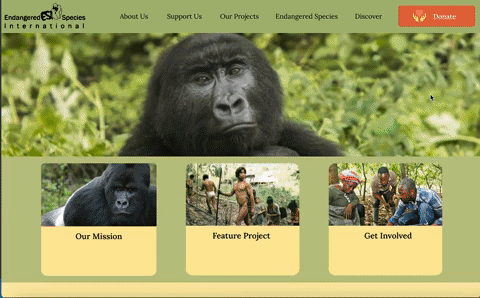 Endangered ESI Species
International
About Us Support Us Our Projects Endangered Species Discover Donate
Our Mission Feature Project Get Involved